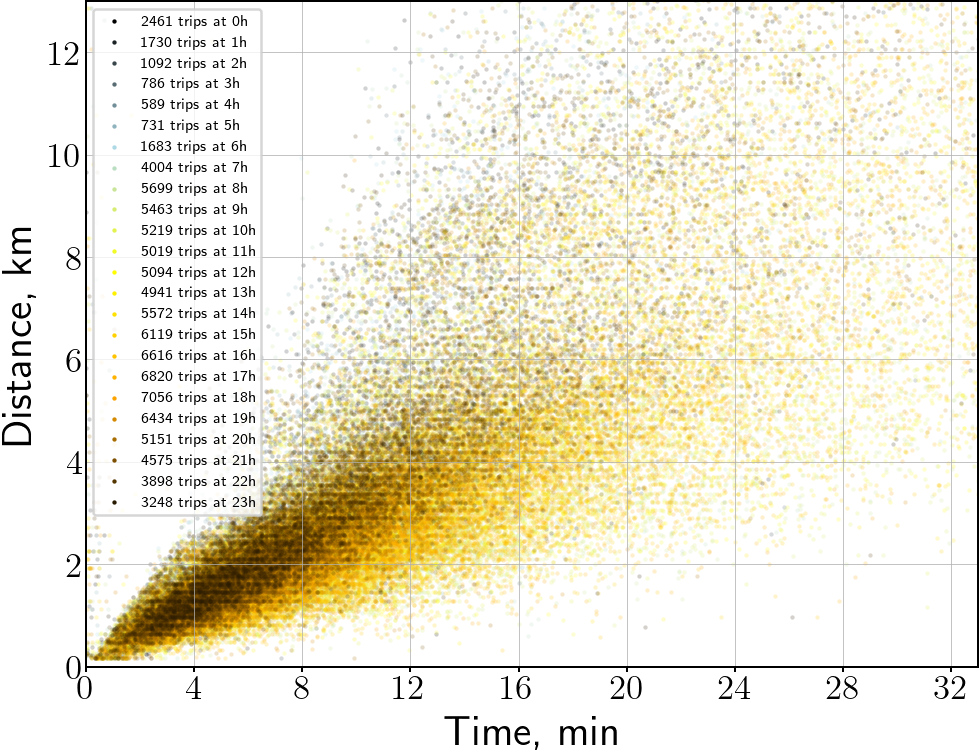 2461 trips at 0h
1730 trips at 1h
1092 trips at 2h
786 trips at 3h
589 trips at 4h
731 trips at 5h
1683 trips at 6h
4004 trips at 7h
5699 trips at 8h
5463 trips at 9h
5219 trips at 10h
5019 trips at 11h
5094 trips at 12h
4941 trips at 13h
5572 trips at 14h
6119 trips at 15h
6616 trips at 16h
6820 trips at 17h
7056 trips at 18h
6434 trips at 19h
5151 trips at 20h
4575 trips at 21h
3898 trips at 22h
3248 trips at 23h
Distance, km
12
10
8
6
4
2
0
0 4 8 12 16 20 24 28 32
Time, min